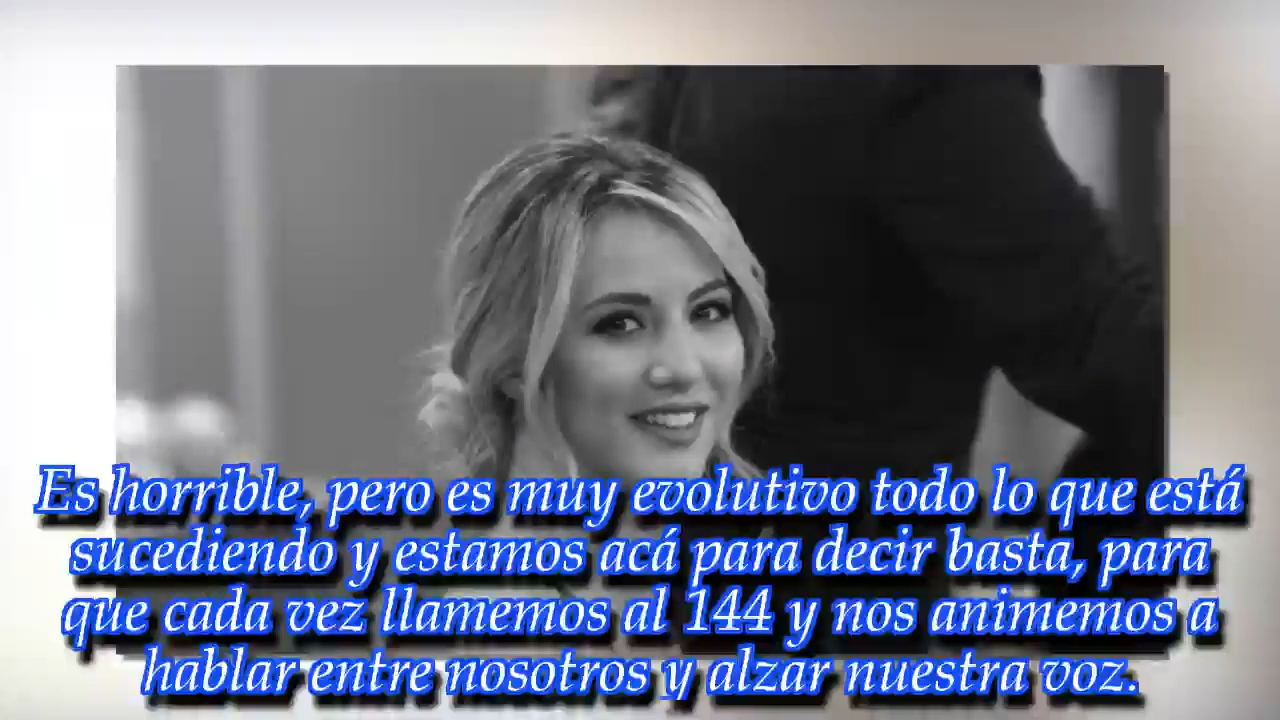 Es horrible, pero es muy evolutivo todo lo que está
sucediendo y estamos acá para decir basta, para
que cada vez llamemos al 144 y nos animemos a
hablar entre nosotros y alzar nuestra voz.